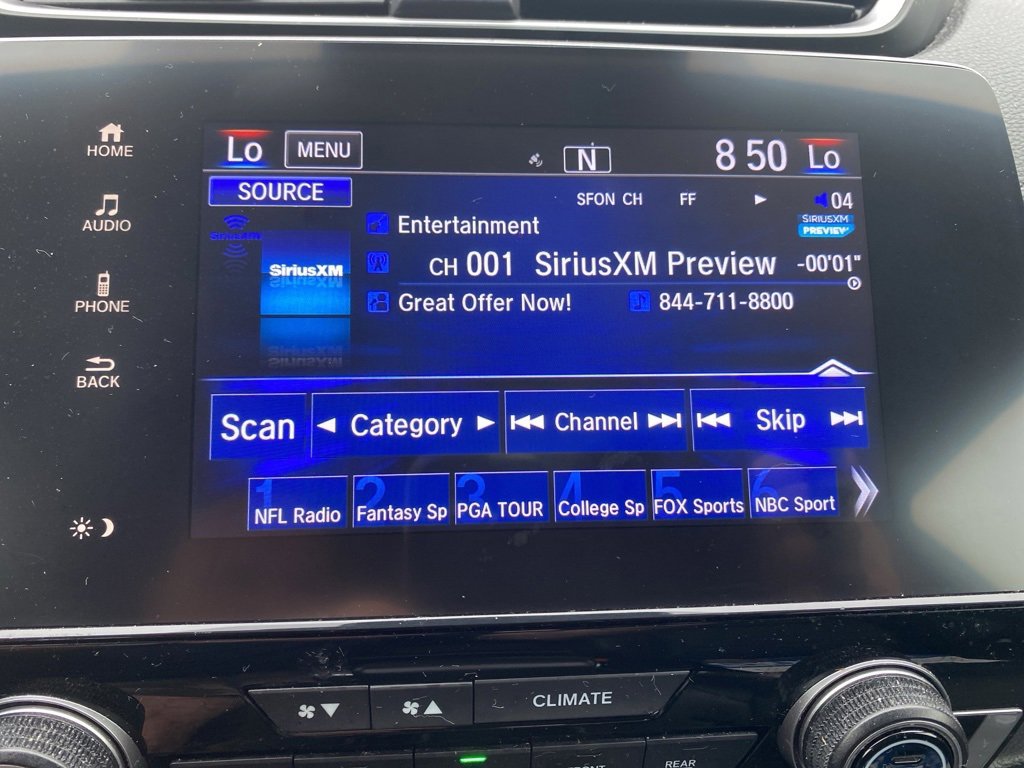 HOME
AUDIO
PHONE
BACK
Lo MENU N 8 50 Lo
SOURCE
SFON CH FF 04
Entertainment
SIRIUSXM
PREVIEW
SiriusXM
CH 001 SiriusXM Preview -00'01"
Great Offer Now! 844-711-8800
Scan Category Channel Skip
1 NFL Radio 2 Fantasy Sp 3 PGA TOUR 4 College Sp 5 FOX Sports 6 NBC Sport
CLIMATE
REAR